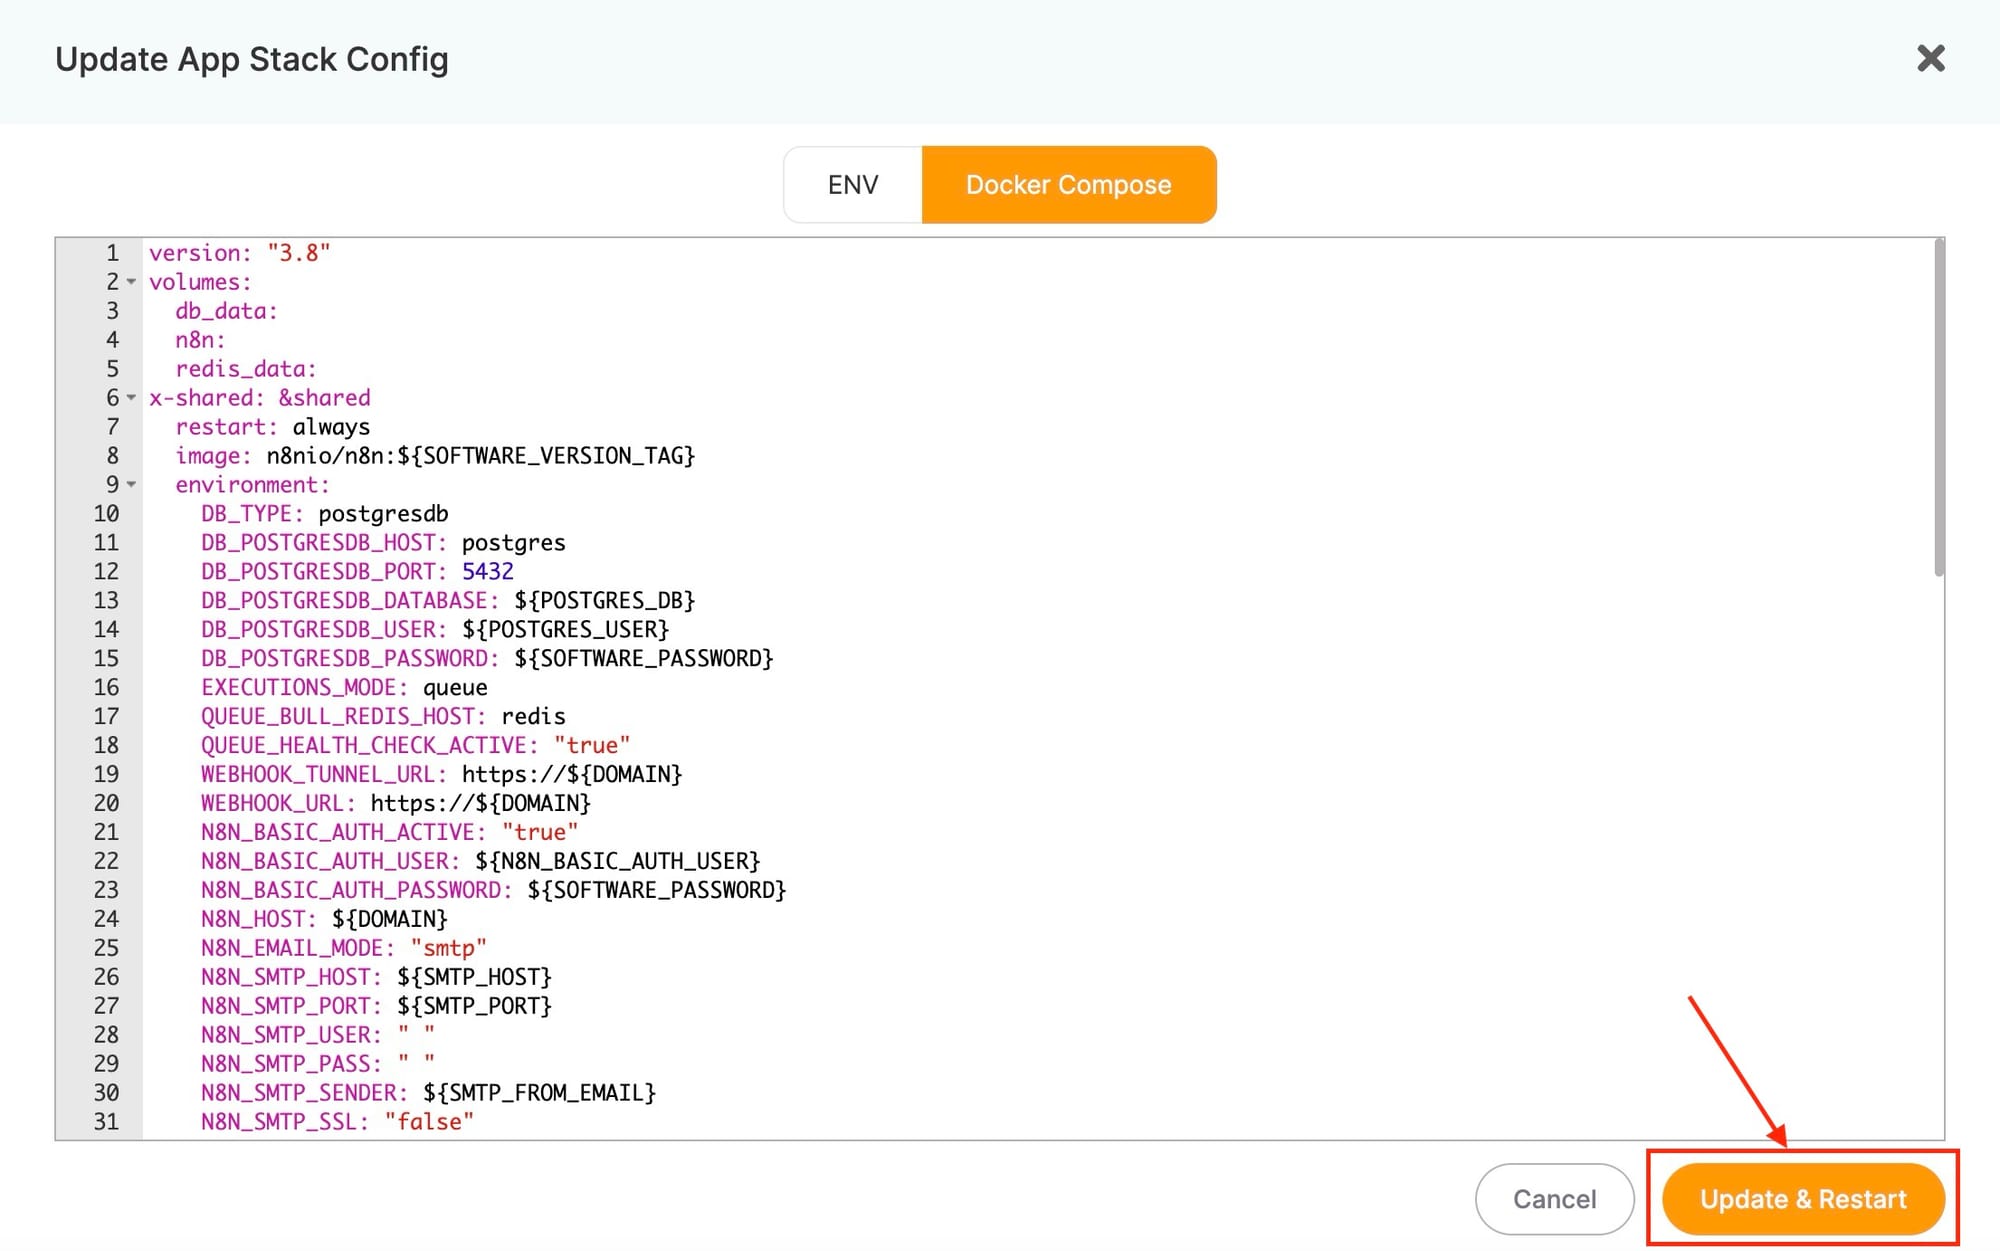 Update App Stack Config
ENV Docker Compose
1 version: "3.8"
2 volumes:
3   db_data:
4   n8n:
5   redis_data:
6 x-shared: &shared
7   restart: always
8   image: n8nio/n8n:${SOFTWARE_VERSION_TAG}
9   environment:
10     DB_TYPE: postgresdb
11     DB_POSTGRESDB_HOST: postgres
12     DB_POSTGRESDB_PORT: 5432
13     DB_POSTGRESDB_DATABASE: ${POSTGRES_DB}
14     DB_POSTGRESDB_USER: ${POSTGRES_USER}
15     DB_POSTGRESDB_PASSWORD: ${SOFTWARE_PASSWORD}
16     EXECUTIONS_MODE: queue
17     QUEUE_BULL_REDIS_HOST: redis
18     QUEUE_HEALTH_CHECK_ACTIVE: "true"
19     WEBHOOK_TUNNEL_URL: https://${DOMAIN}
20     WEBHOOK_URL: https://${DOMAIN}
21     N8N_BASIC_AUTH_ACTIVE: "true"
22     N8N_BASIC_AUTH_USER: ${N8N_BASIC_AUTH_USER}
23     N8N_BASIC_AUTH_PASSWORD: ${SOFTWARE_PASSWORD}
24     N8N_HOST: ${DOMAIN}
25     N8N_EMAIL_MODE: "smtp"
26     N8N_SMTP_HOST: ${SMTP_HOST}
27     N8N_SMTP_PORT: ${SMTP_PORT}
28     N8N_SMTP_USER: " "
29     N8N_SMTP_PASS: " "
30     N8N_SMTP_SENDER: ${SMTP_FROM_EMAIL}
31     N8N_SMTP_SSL: "false"
Cancel Update & Restart